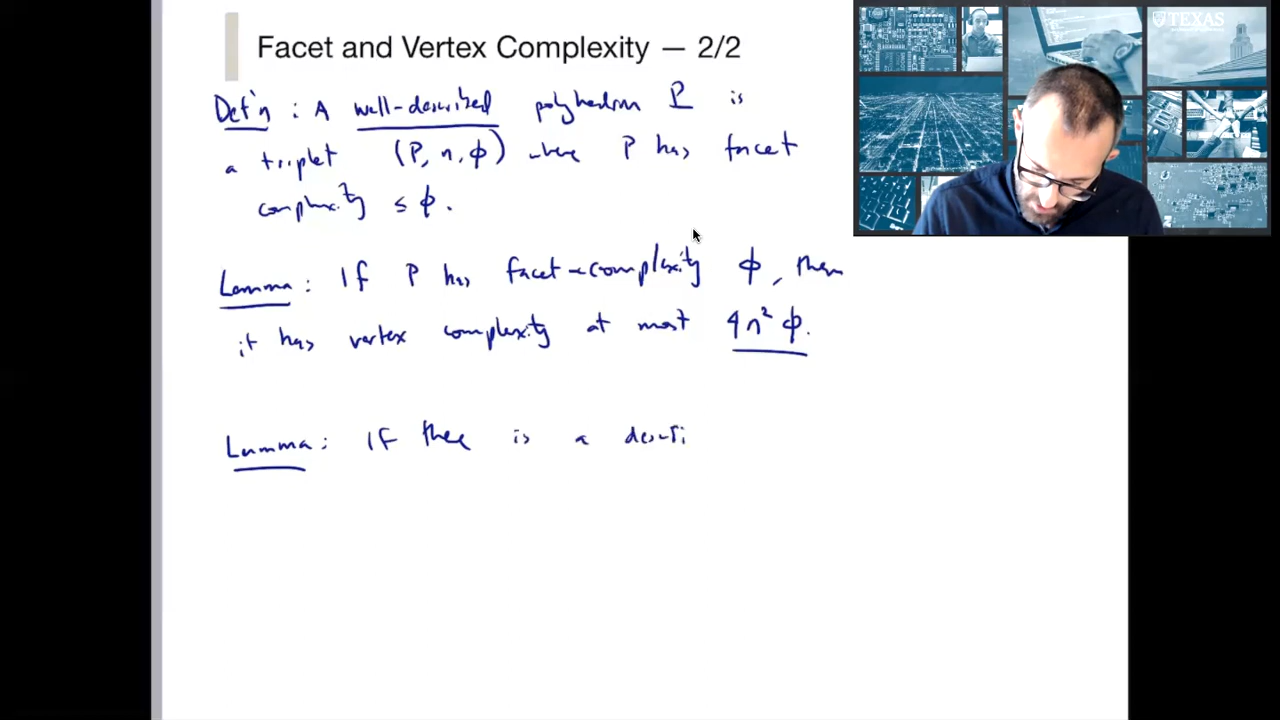 Facet and Vertex Complexity — 2/2
TEXAS
Def'n : A well-described polyhedron P is
a triplet (P, n, φ) where P has facet
complexity ≤ φ.
Lemma : If P has facet-complexity φ, then
it has vertex complexity at most 4n²φ.
Lemma : If there is a descri